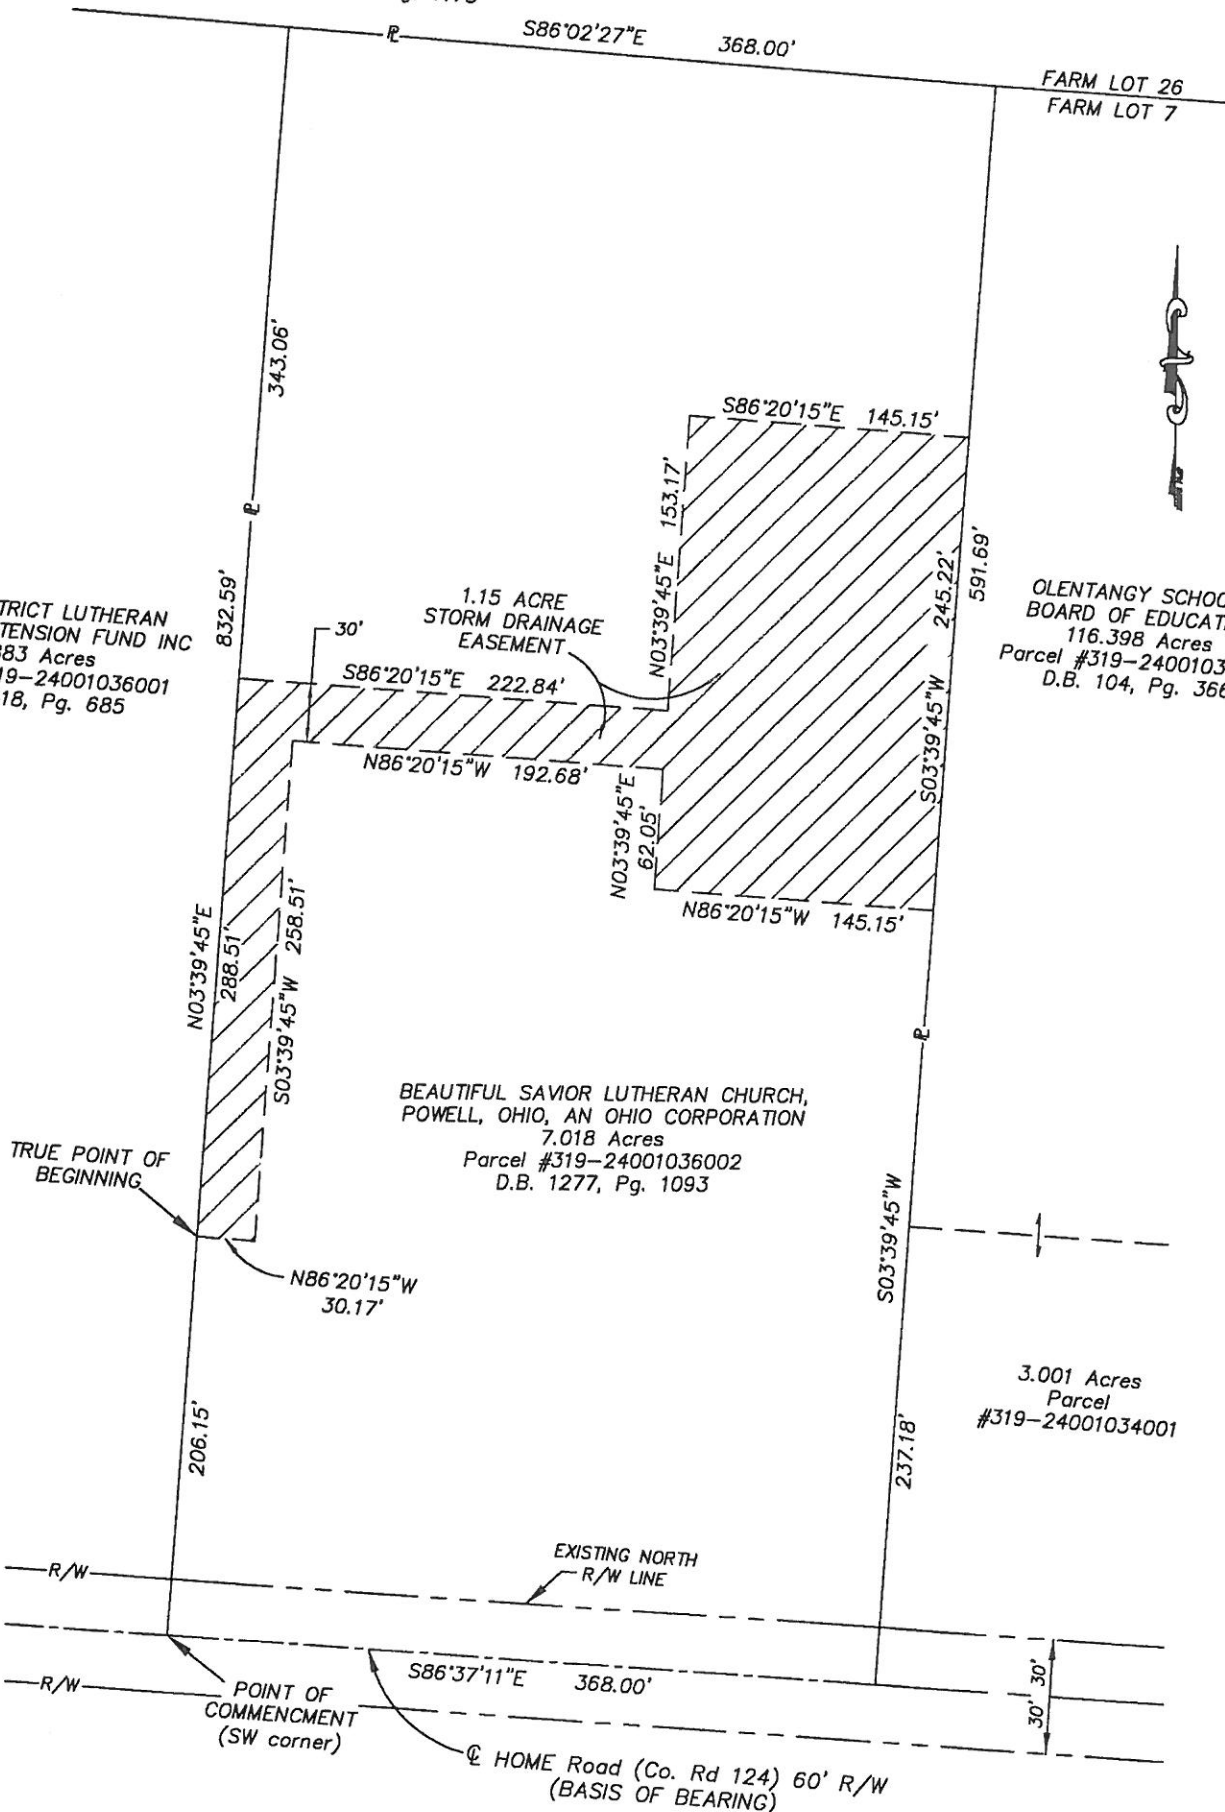 S86°02'27"E 368.00'
FARM LOT 26
FARM LOT 7
343.06'
S86°20'15"E 145.15'
N03°39'45"E 153.17'
245.22'
591.69'
S03°39'45"W
832.59'
TRICT LUTHERAN
TENSION FUND INC
383 Acres
19-24001036001
18, Pg. 685
1.15 ACRE
STORM DRAINAGE
EASEMENT
30'
S86°20'15"E 222.84'
N86°20'15"W 192.68'
N03°39'45"E
62.05'
N86°20'15"W 145.15'
OLENTANGY SCHOO
BOARD OF EDUCAT
116.398 Acres
Parcel #319-2400103
D.B. 104, Pg. 366
N03°39'45"E
288.51'
S03°39'45"W 258.51'
BEAUTIFUL SAVIOR LUTHERAN CHURCH,
POWELL, OHIO, AN OHIO CORPORATION
7.018 Acres
Parcel #319-24001036002
D.B. 1277, Pg. 1093
TRUE POINT OF
BEGINNING
N86°20'15"W
30.17'
S03°39'45"W
237.18'
3.001 Acres
Parcel
#319-24001034001
206.15'
R/W
EXISTING NORTH
R/W LINE
R/W
S86°37'11"E 368.00'
POINT OF
COMMENCMENT
(SW corner)
30' 30'
℄ HOME Road (Co. Rd 124) 60' R/W
(BASIS OF BEARING)